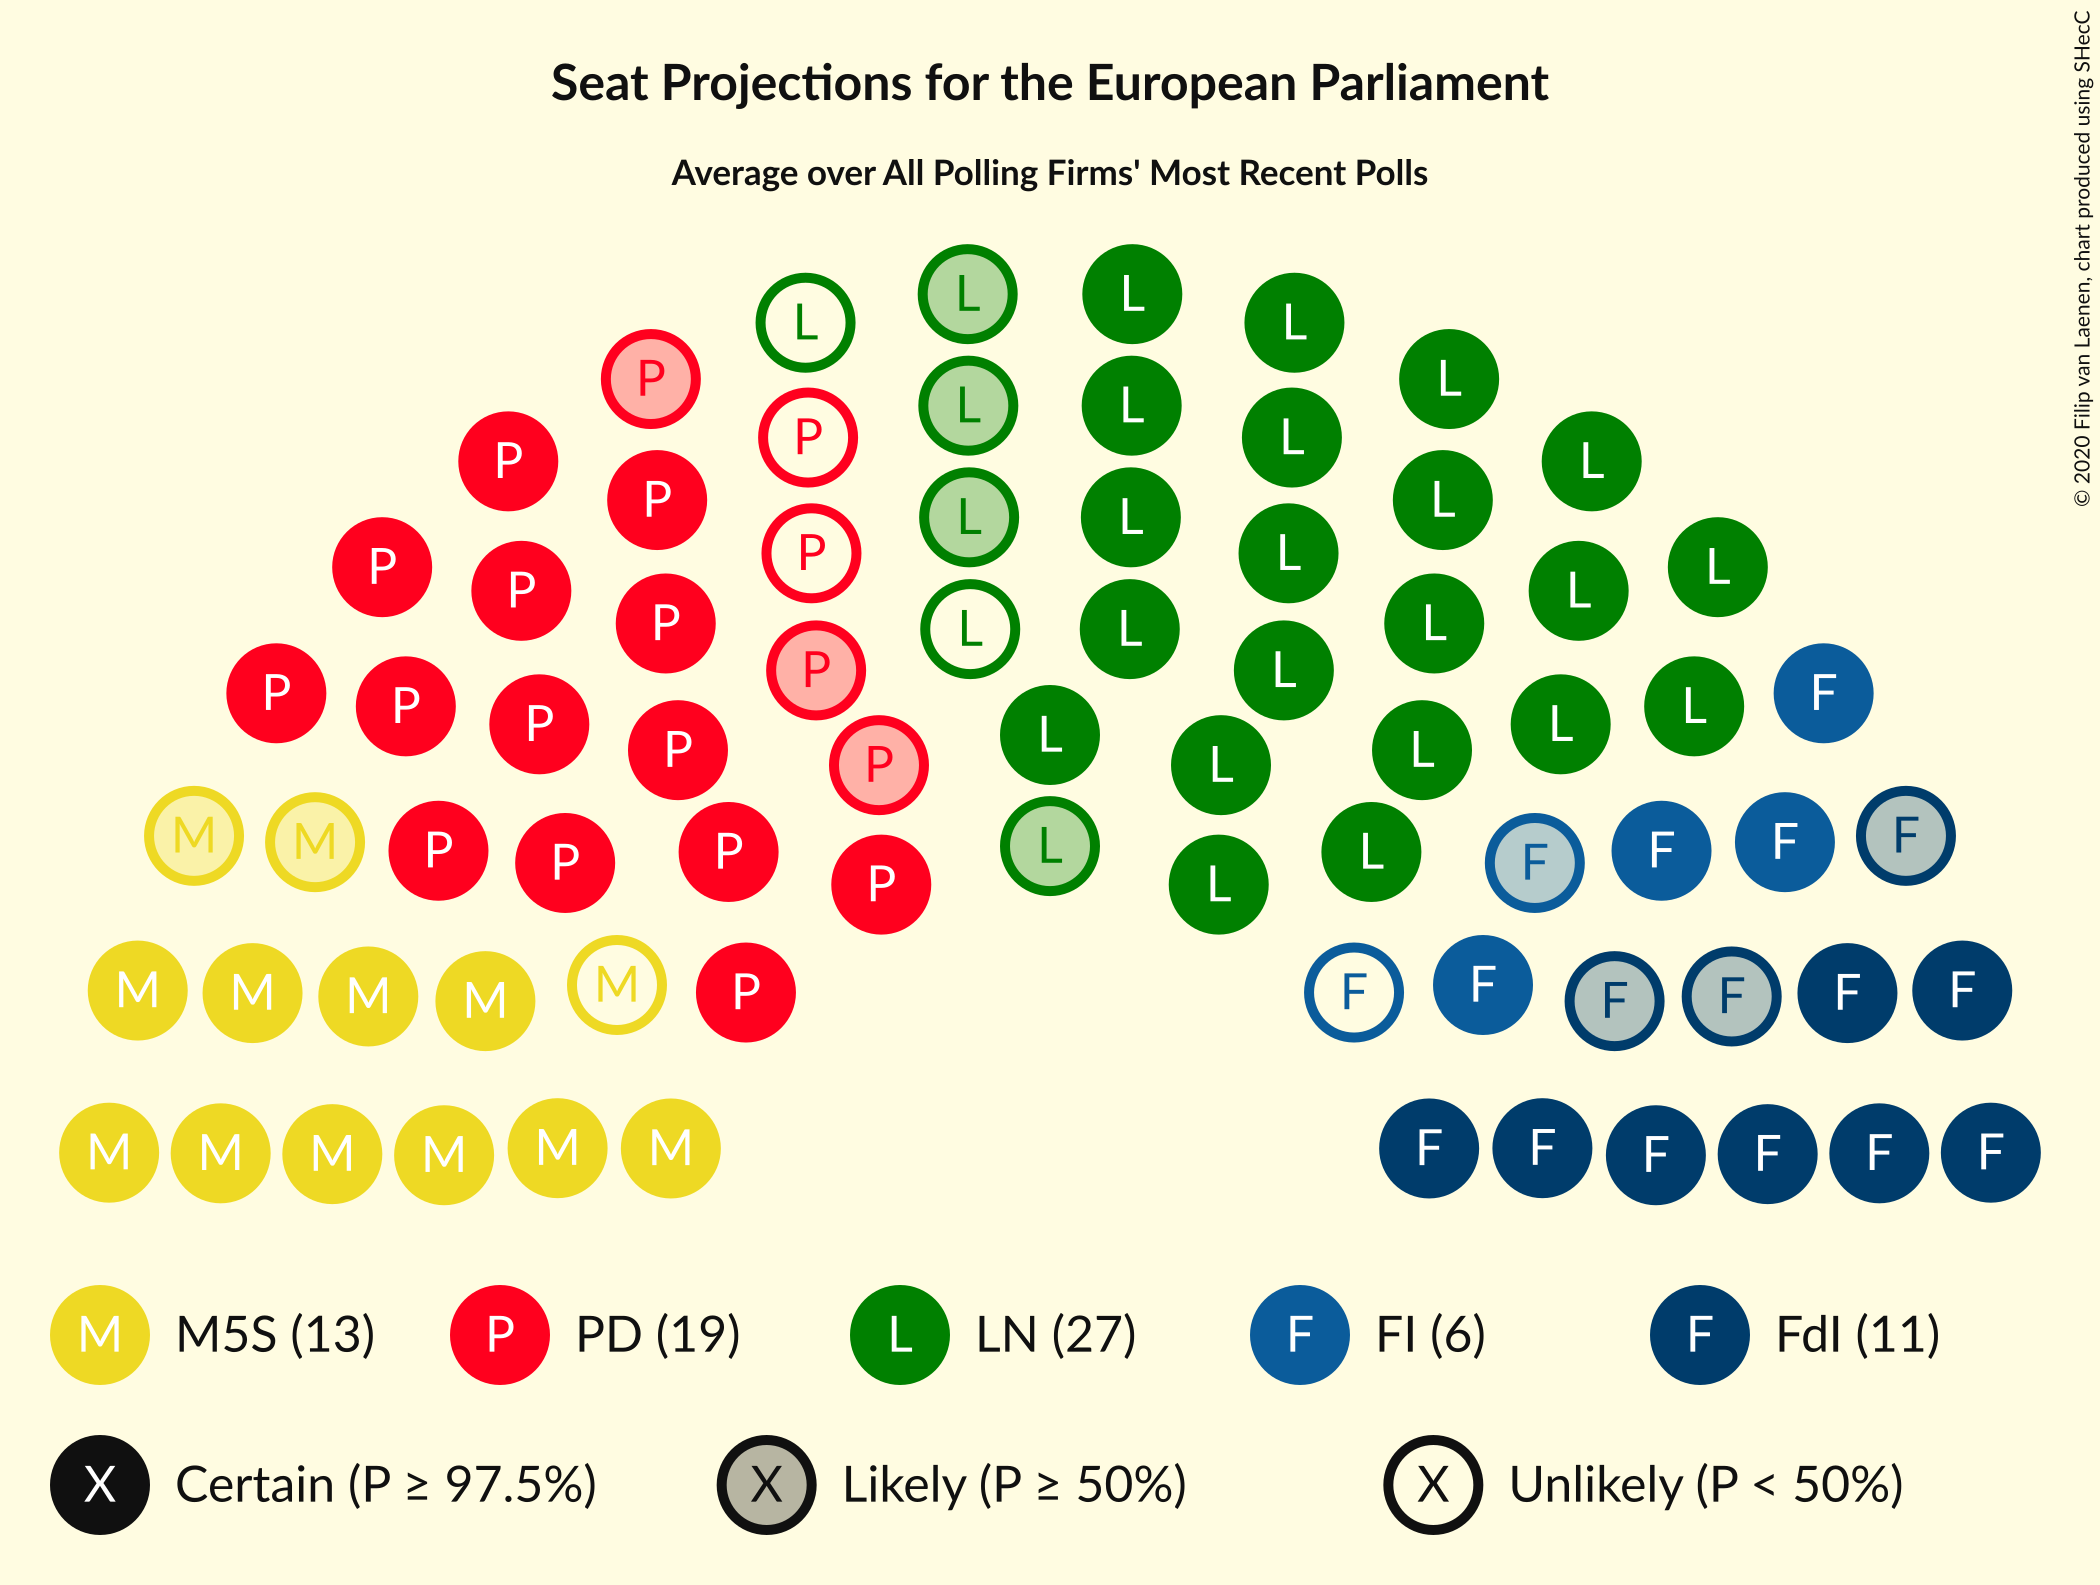 Seat Projections for the European Parliament
Average over All Polling Firms' Most Recent Polls
© 2020 Filip van Laenen, chart produced using SHecC
L L
L L
P L
P L L
P L
P L
P L
P L
P L L
P L
P L
P L
L L
P L
P P L L F
P P L L
P L
P L
M M P P P P L L L F F F F
M M M M M P F F F F F F
M M M M M M F F F F F F
M M5S (13) P PD (19) L LN (27) F FI (6) F FdI (11)
X Certain (P ≥ 97.5%) X Likely (P ≥ 50%) X Unlikely (P < 50%)